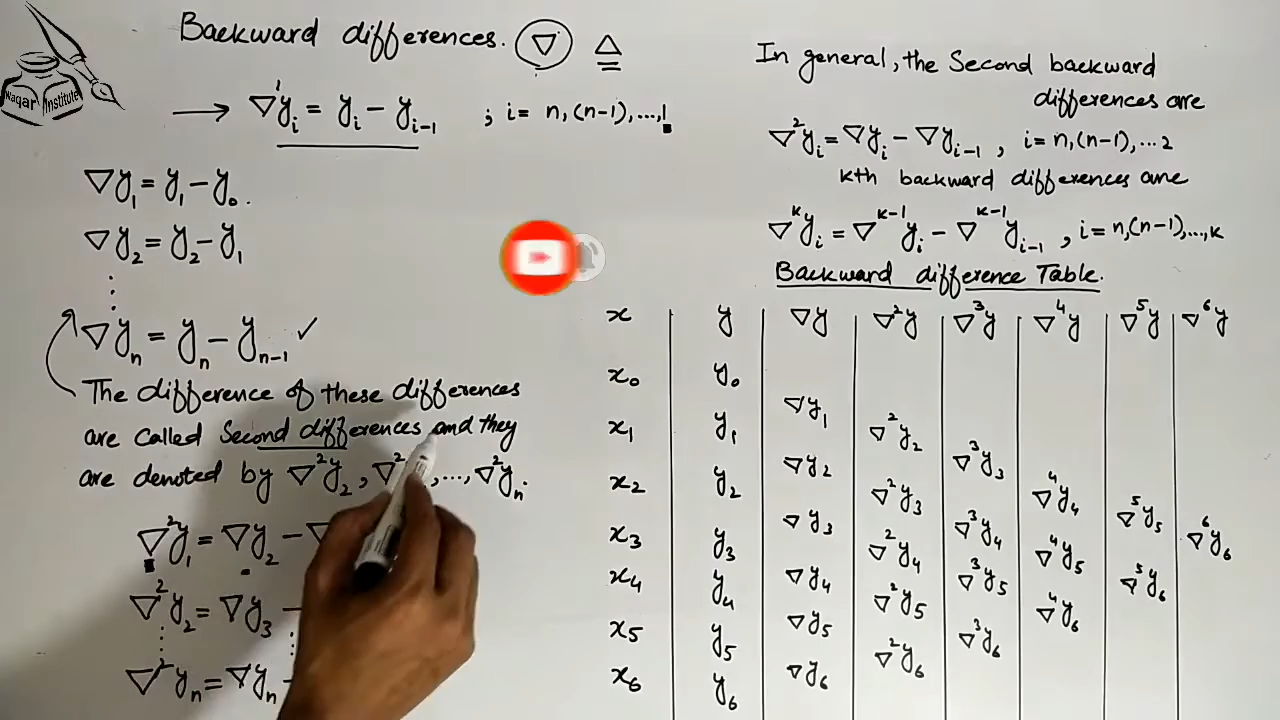 Waqar Institute
Backward differences. ∇ △
→ ∇¹yᵢ = yᵢ − yᵢ₋₁ ; i = n, (n−1), ..., 1
∇y₁ = y₁ − y₀.
∇y₂ = y₂ − y₁
⋮
∇yₙ = yₙ − yₙ₋₁ ✓
The difference of these differences
are called Second differences and they
are denoted by ∇²y₂, ∇² , ..., ∇²yₙ.
∇²y₁ = ∇y₂ − ∇
∇²y₂ = ∇y₃ −
⋮ ⋮
∇²yₙ = ∇yₙ −
In general, the Second backward
differences are
∇²yᵢ = ∇yᵢ − ∇yᵢ₋₁ , i = n, (n−1), ... 2
kth backward differences are
∇ᵏyᵢ = ∇ᵏ⁻¹yᵢ − ∇ᵏ⁻¹yᵢ₋₁ , i = n, (n−1), ..., k
Backward difference Table.
x y ∇y ∇²y ∇³y ∇⁴y ∇⁵y ∇⁶y
x₀ y₀
∇y₁
x₁ y₁ ∇²y₂
∇y₂ ∇³y₃
x₂ y₂ ∇²y₃ ∇⁴y₄
∇y₃ ∇³y₄ ∇⁵y₅
x₃ y₃ ∇²y₄ ∇⁴y₅ ∇⁶y₆
∇y₄ ∇³y₅ ∇⁵y₆
x₄ y₄ ∇²y₅ ∇⁴y₆
∇y₅ ∇³y₆
x₅ y₅ ∇²y₆
∇y₆
x₆ y₆